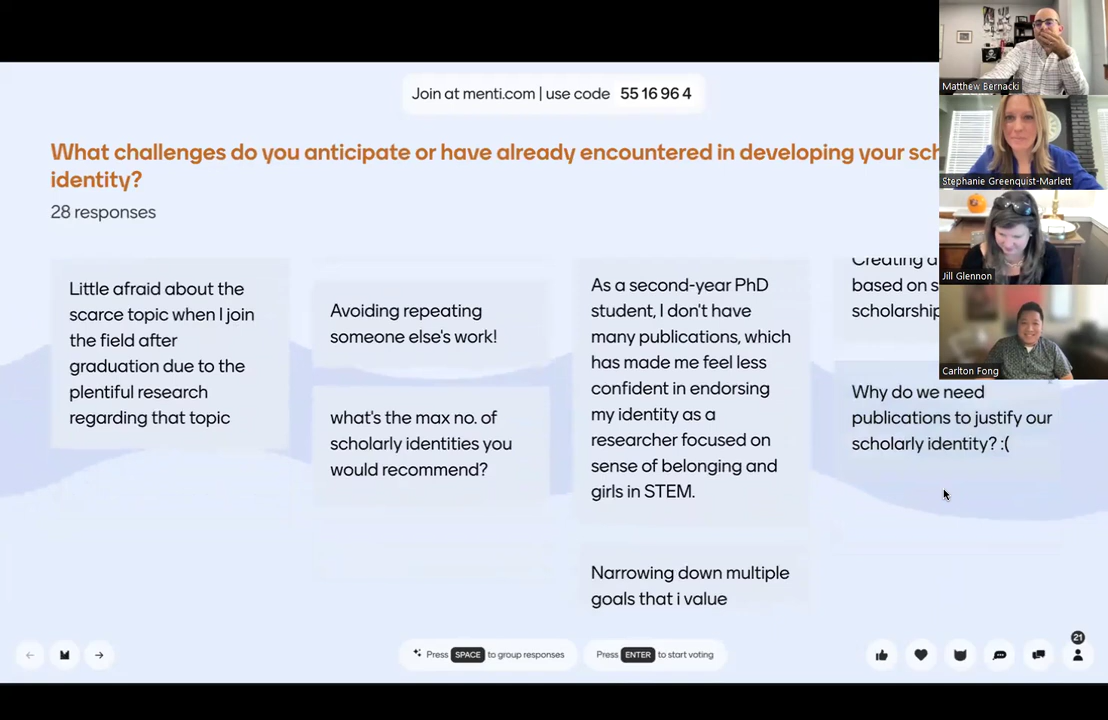 Join at menti.com | use code 55 16 96 4
What challenges do you anticipate or have already encountered in developing your
identity?
28 responses
Little afraid about the
scarce topic when I join
the field after
graduation due to the
plentiful research
regarding that topic
Avoiding repeating
someone else's work!
what's the max no. of
scholarly identities you
would recommend?
As a second-year PhD
student, I don't have
many publications, which
has made me feel less
confident in endorsing
my identity as a
researcher focused on
sense of belonging and
girls in STEM.
Narrowing down multiple
goals that i value
Creating
based on
scholarship
Why do we need
publications to justify our
scholarly identity? :(
Matthew Bernacki
Stephanie Greenquist-Marlett
Jill Glennon
Carlton Fong
Press SPACE to group responses
Press ENTER to start voting
21